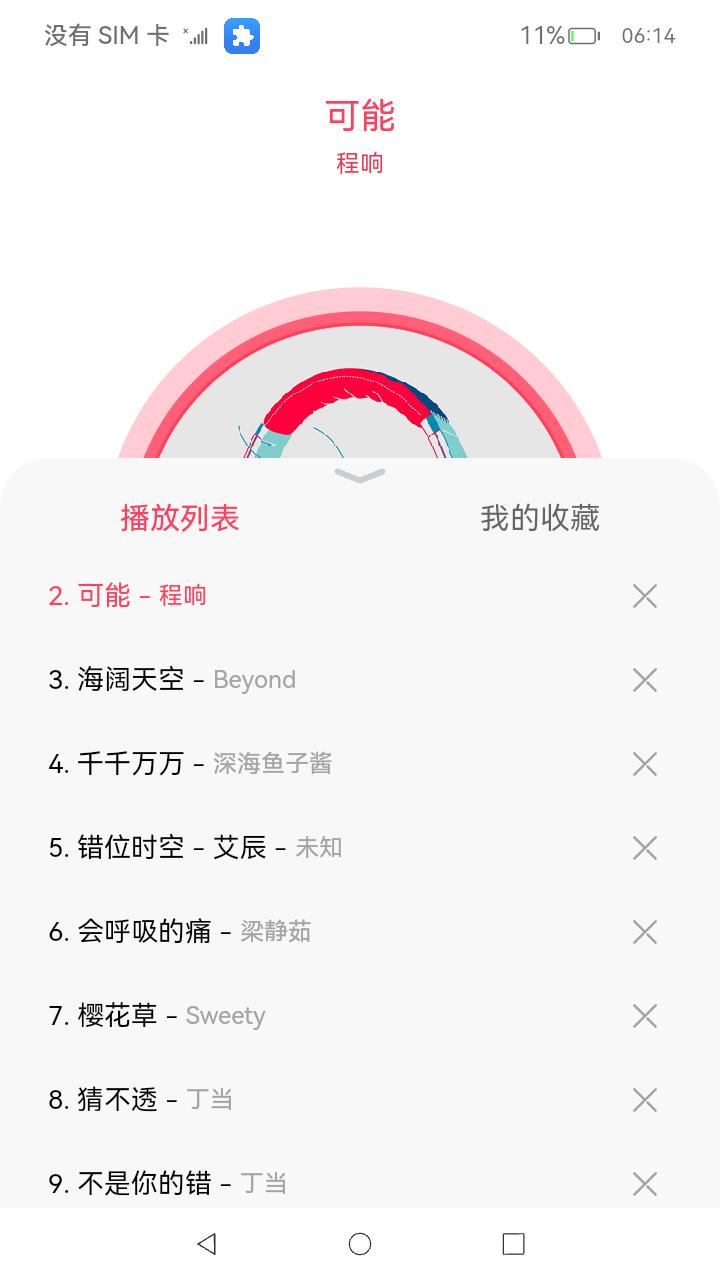 没有 SIM 卡 11% 06:14
可能
程响
播放列表 我的收藏
2. 可能 - 程响
3. 海阔天空 - Beyond
4. 千千万万 - 深海鱼子酱
5. 错位时空 - 艾辰 - 未知
6. 会呼吸的痛 - 梁静茹
7. 樱花草 - Sweety
8. 猜不透 - 丁当
9. 不是你的错 - 丁当